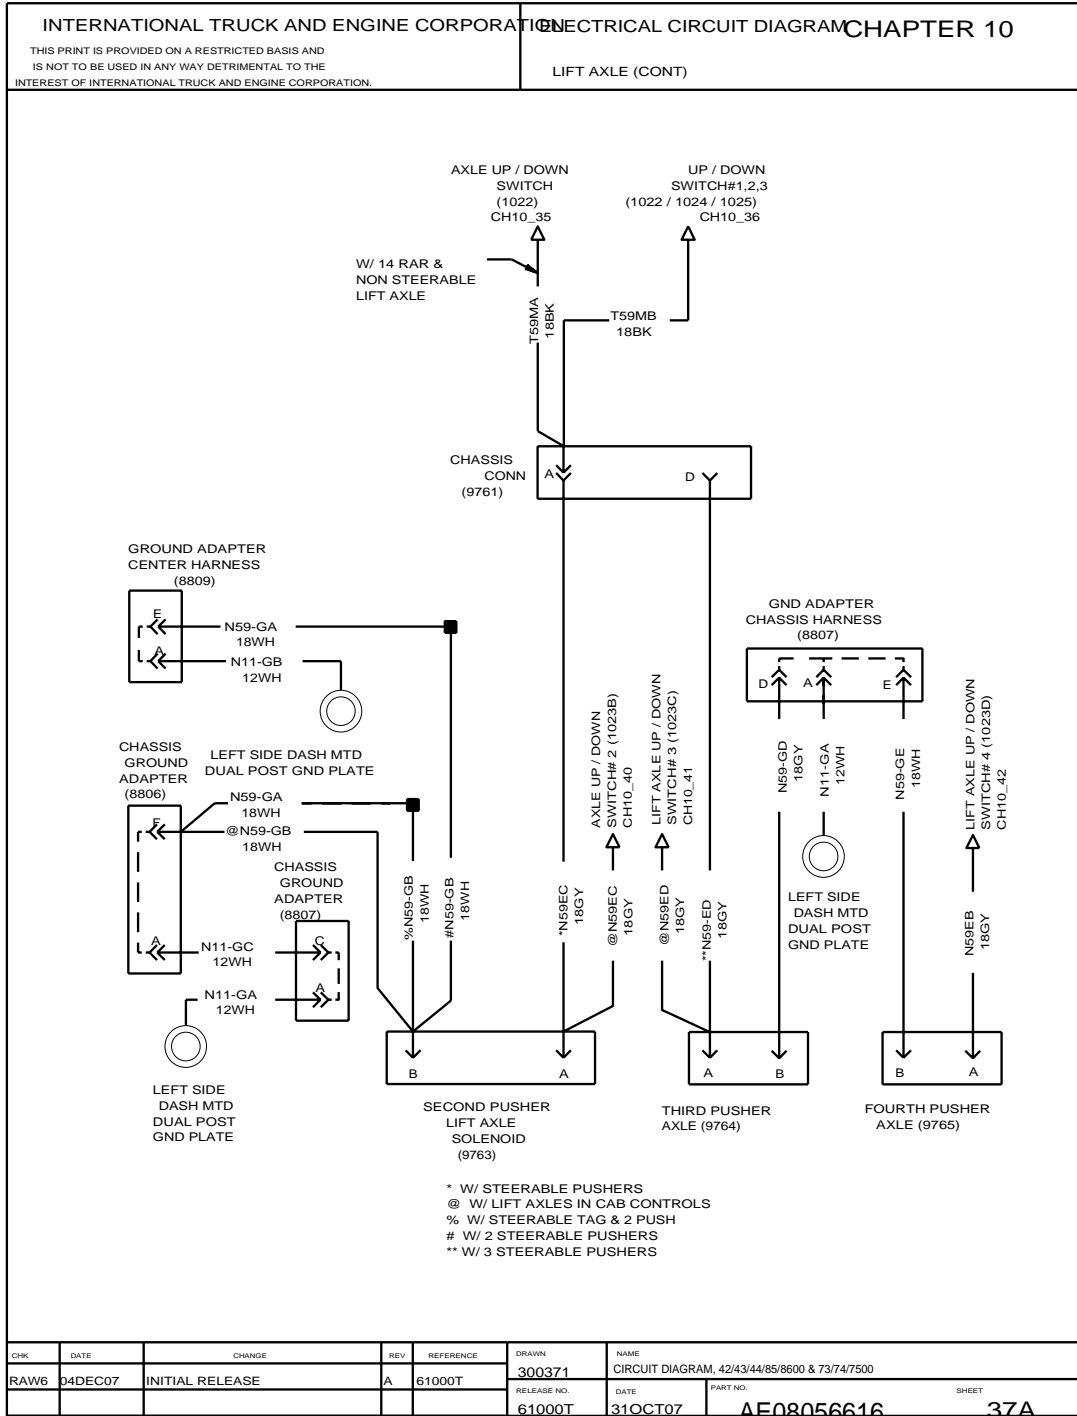 INTERNATIONAL TRUCK AND ENGINE CORPORATION
THIS PRINT IS PROVIDED ON A RESTRICTED BASIS AND
IS NOT TO BE USED IN ANY WAY DETRIMENTAL TO THE
INTEREST OF INTERNATIONAL TRUCK AND ENGINE CORPORATION.
ELECTRICAL CIRCUIT DIAGRAM
CHAPTER 10
LIFT AXLE (CONT)
AXLE UP / DOWN
SWITCH
(1022)
CH10_35
UP / DOWN
SWITCH#1,2,3
(1022 / 1024 / 1025)
CH10_36
W/ 14 RAR &
NON STEERABLE
LIFT AXLE
T59MA
18BK
T59MB
18BK
CHASSIS
CONN
(9761)
A
D
GROUND ADAPTER
CENTER HARNESS
(8809)
E
A
N59-GA
18WH
N11-GB
12WH
LEFT SIDE DASH MTD
DUAL POST GND PLATE
GND ADAPTER
CHASSIS HARNESS
(8807)
D
A
E
CHASSIS
GROUND
ADAPTER
(8806)
F
A
N59-GA
18WH
@N59-GB
18WH
CHASSIS
GROUND
ADAPTER
(8807)
C
A
N11-GC
12WH
N11-GA
12WH
LEFT SIDE
DASH MTD
DUAL POST
GND PLATE
%N59-GB
18WH
#N59-GB
18WH
*N59EC
18GY
AXLE UP / DOWN
SWITCH# 2 (1023B)
CH10_40
@N59EC
18GY
LIFT AXLE UP / DOWN
SWITCH# 3 (1023C)
CH10_41
@N59ED
18GY
**N59-ED
18GY
N59-GD
18GY
N11-GA
12WH
LEFT SIDE
DASH MTD
DUAL POST
GND PLATE
N59-GE
18WH
LIFT AXLE UP / DOWN
SWITCH# 4 (1023D)
CH10_42
N59EB
18GY
B
A
SECOND PUSHER
LIFT AXLE
SOLENOID
(9763)
A
B
THIRD PUSHER
AXLE (9764)
B
A
FOURTH PUSHER
AXLE (9765)
* W/ STEERABLE PUSHERS
@ W/ LIFT AXLES IN CAB CONTROLS
% W/ STEERABLE TAG & 2 PUSH
# W/ 2 STEERABLE PUSHERS
** W/ 3 STEERABLE PUSHERS
CHK DATE CHANGE REV REFERENCE
RAW6 04DEC07 INITIAL RELEASE A 61000T
DRAWN
300371
NAME
CIRCUIT DIAGRAM, 42/43/44/85/8600 & 73/74/7500
RELEASE NO.
61000T
DATE
31OCT07
PART NO.
AE08056616
SHEET
37A